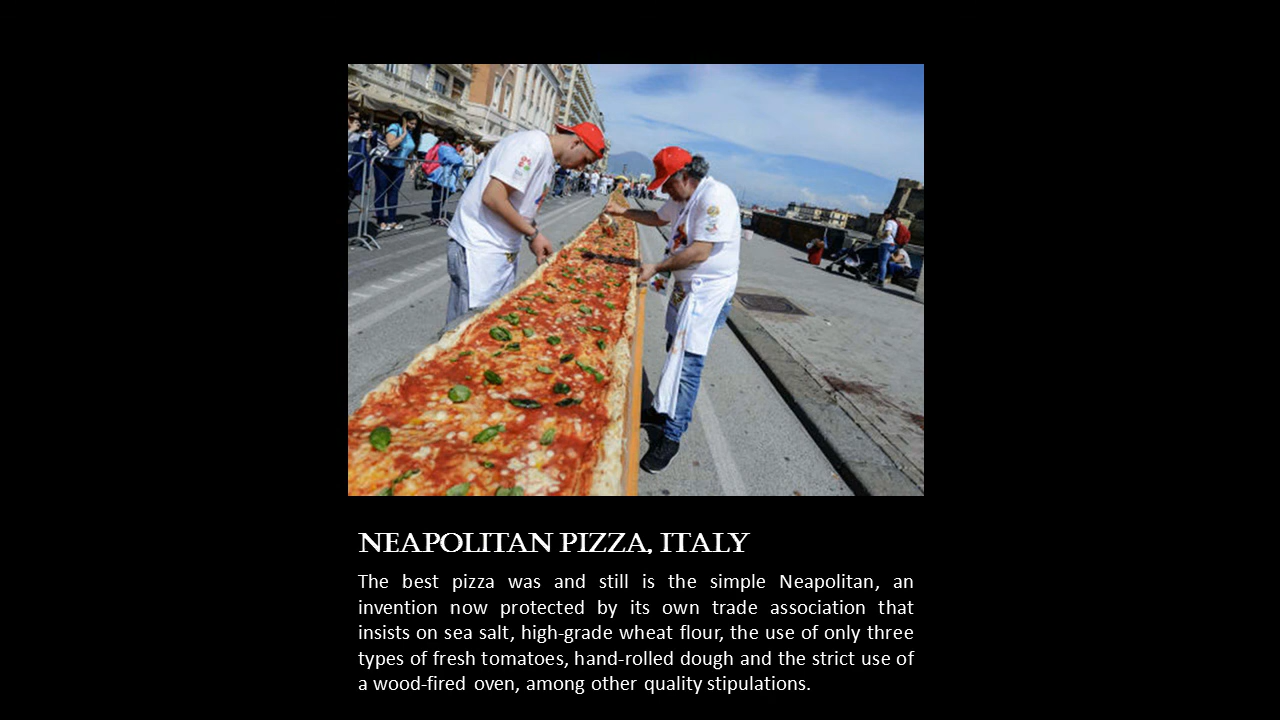 NEAPOLITAN PIZZA, ITALY
The best pizza was and still is the simple Neapolitan, an
invention now protected by its own trade association that
insists on sea salt, high-grade wheat flour, the use of only three
types of fresh tomatoes, hand-rolled dough and the strict use of
a wood-fired oven, among other quality stipulations.